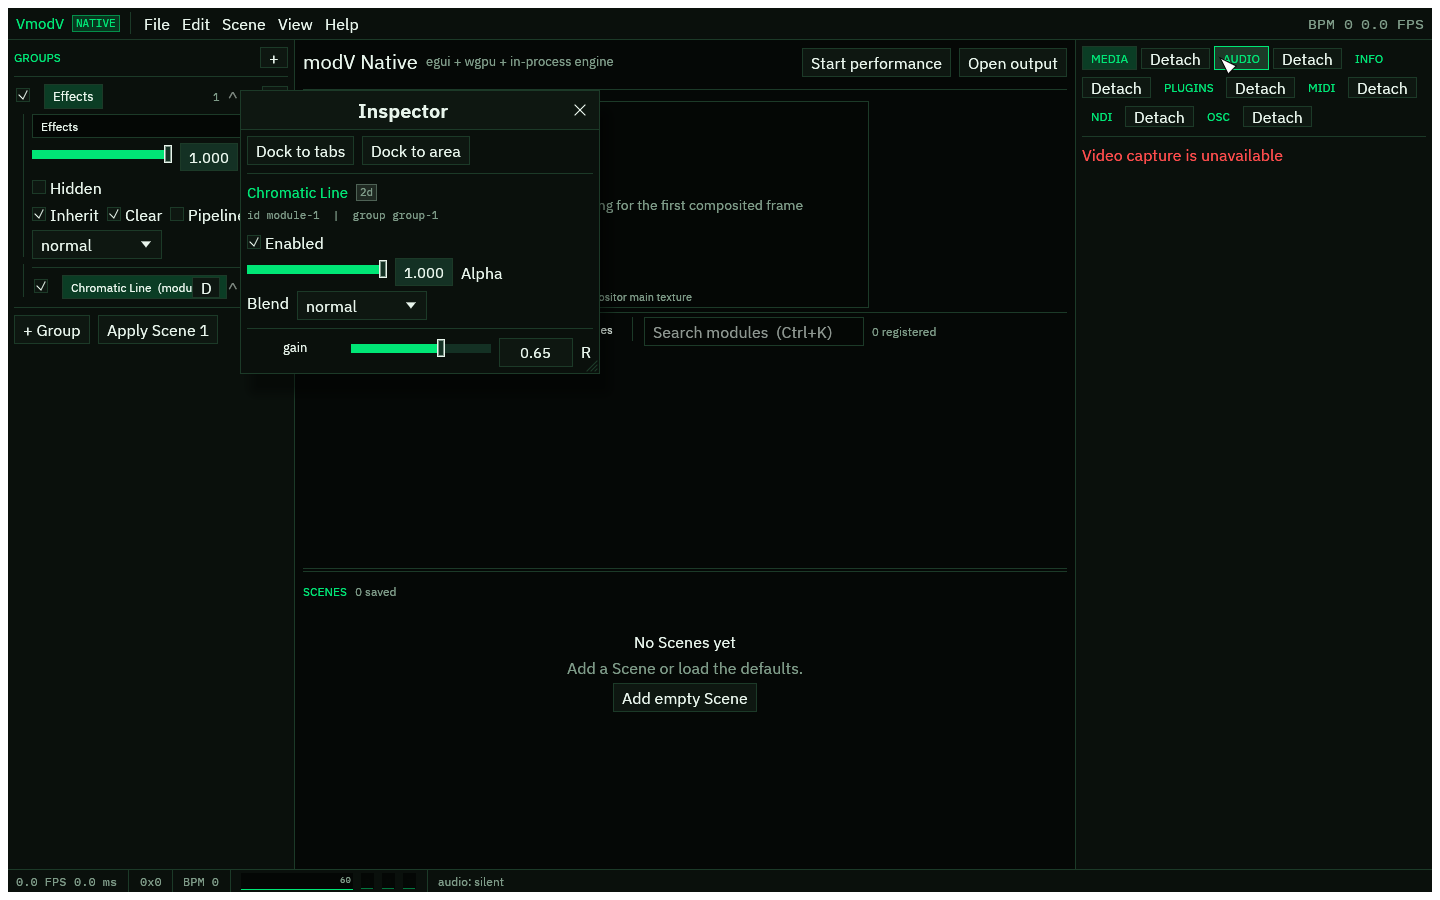 VmodV NATIVE File Edit Scene View Help BPM 0 0.0 FPS
GROUPS +
modV Native egui + wgpu + in-process engine Start performance Open output
MEDIA Detach AUDIO Detach INFO
Detach PLUGINS Detach MIDI Detach
NDI Detach OSC Detach
Video capture is unavailable
Effects 1 ^
Effects
1.000
Hidden
Inherit Clear Pipeline
normal
Chromatic Line (modu D ^
+ Group Apply Scene 1
Inspector
Dock to tabs Dock to area
Chromatic Line 2d
id module-1 | group group-1
Enabled
1.000 Alpha
Blend normal
gain 0.65 R
for the first composited frame
main texture
Search modules (Ctrl+K) 0 registered
SCENES 0 saved
No Scenes yet
Add a Scene or load the defaults.
Add empty Scene
0.0 FPS 0.0 ms 0x0 BPM 0 60 audio: silent